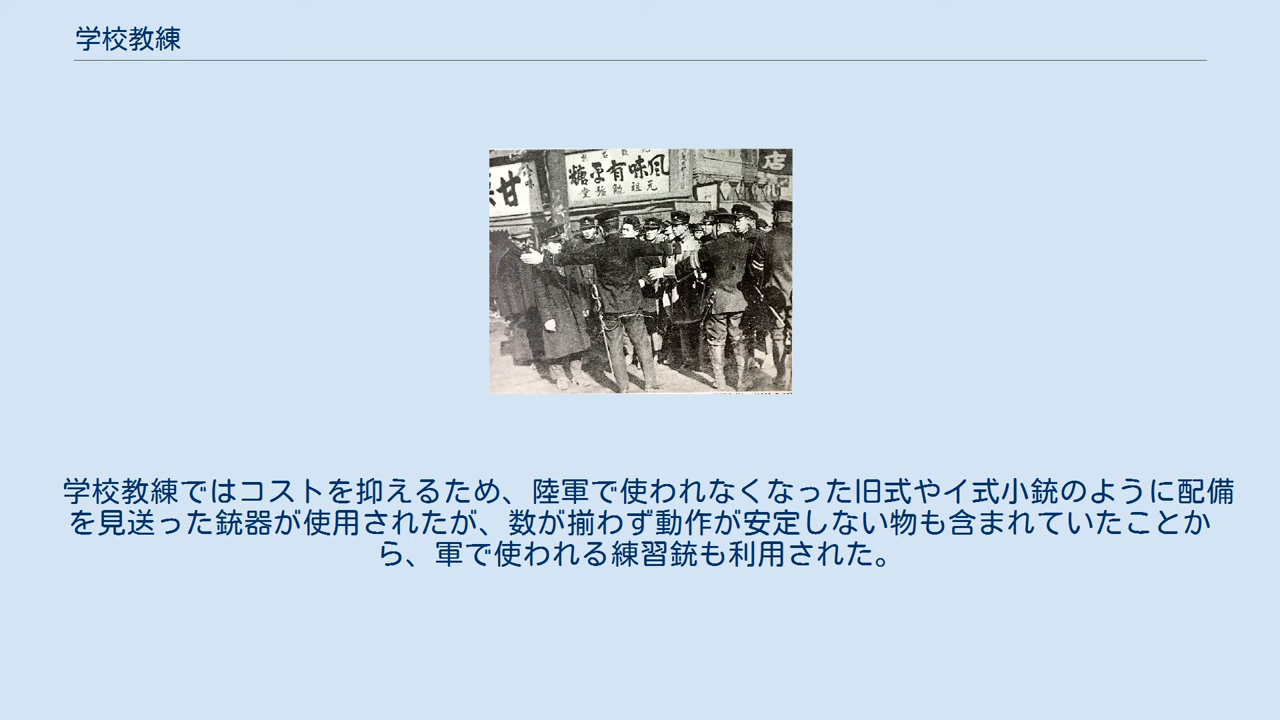 学校教練
風味有平糖
元祖 勉強堂
甘
店
学校教練ではコストを抑えるため、陸軍で使われなくなった旧式やイ式小銃のように配備
を見送った銃器が使用されたが、数が揃わず動作が安定しない物も含まれていたことか
ら、軍で使われる練習銃も利用された。